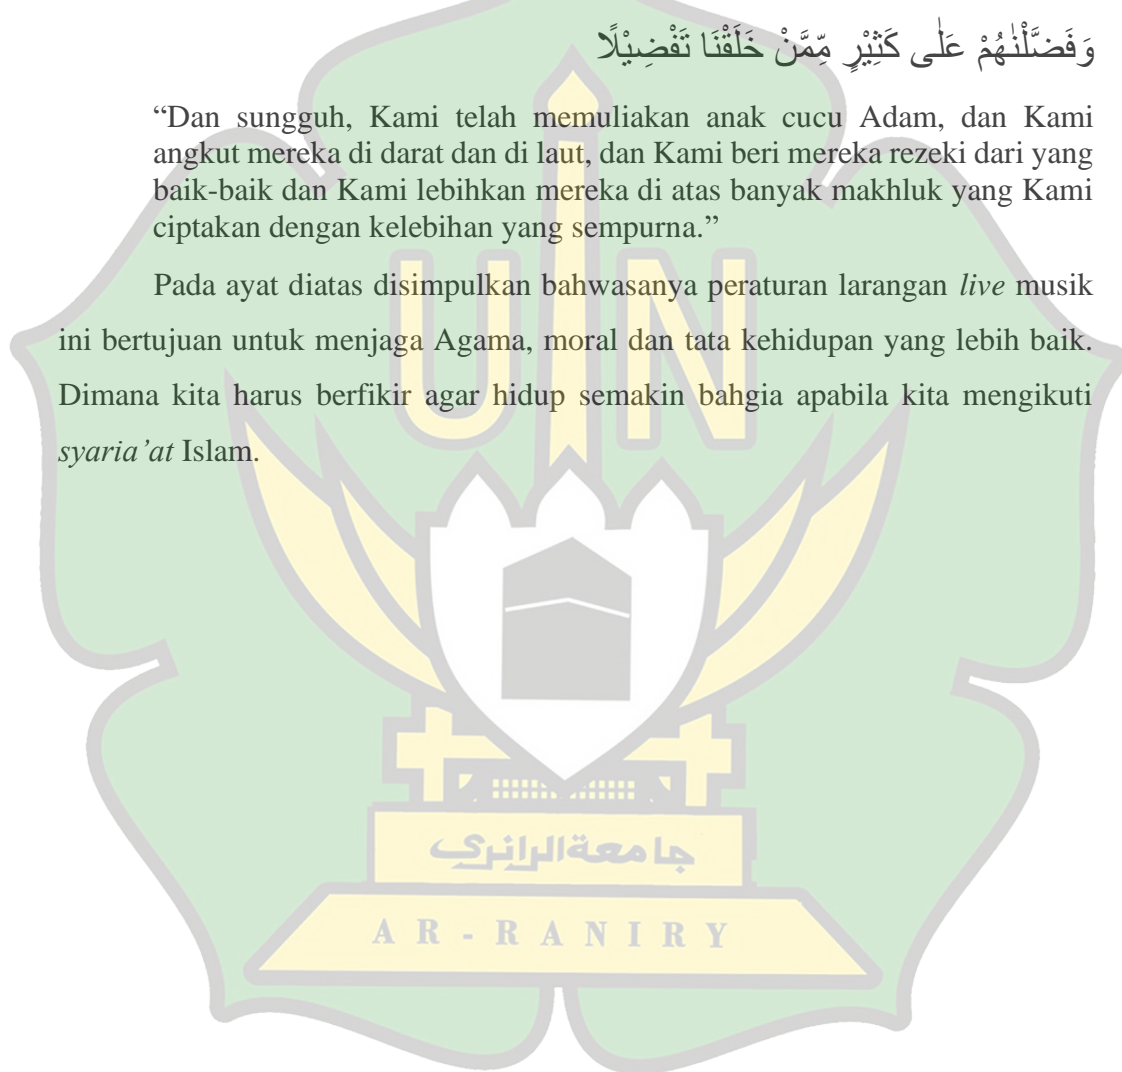 وَفَضَّلْنٰهُمْ عَلٰى كَثِيْرٍ مِّمَّنْ خَلَقْنَا تَفْضِيْلًا
“Dan sungguh, Kami telah memuliakan anak cucu Adam, dan Kami
angkut mereka di darat dan di laut, dan Kami beri mereka rezeki dari yang
baik-baik dan Kami lebihkan mereka di atas banyak makhluk yang Kami
ciptakan dengan kelebihan yang sempurna.”
Pada ayat diatas disimpulkan bahwasanya peraturan larangan live musik
ini bertujuan untuk menjaga Agama, moral dan tata kehidupan yang lebih baik.
Dimana kita harus berfikir agar hidup semakin bahgia apabila kita mengikuti
syaria’at Islam.
UIN
جامعةالرانري
AR-RANIRY